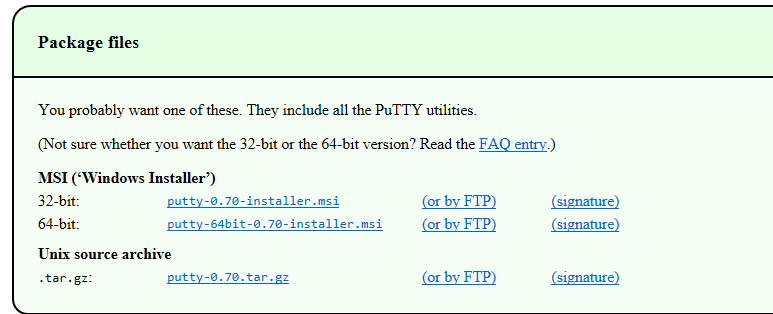 Package files
You probably want one of these. They include all the PuTTY utilities.
(Not sure whether you want the 32-bit or the 64-bit version? Read the FAQ entry.)
MSI (‘Windows Installer’)
32-bit: putty-0.70-installer.msi (or by FTP) (signature)
64-bit: putty-64bit-0.70-installer.msi (or by FTP) (signature)
Unix source archive
.tar.gz: putty-0.70.tar.gz (or by FTP) (signature)